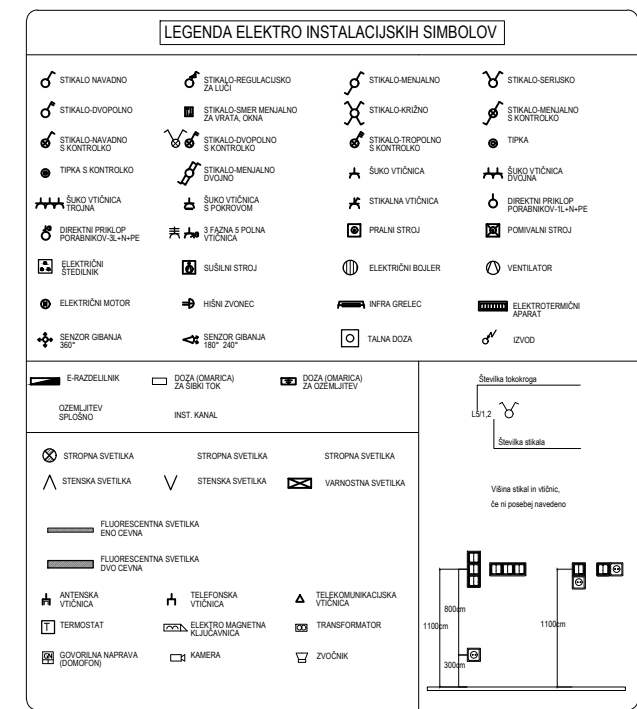 LEGENDA ELEKTRO INSTALACIJSKIH SIMBOLOV
STIKALO NAVADNO
STIKALO-REGULACIJSKO
ZA LUČI
STIKALO-MENJALNO
STIKALO-SERIJSKO
STIKALO-DVOPOLNO
STIKALO-SMER MENJALNO
ZA VRATA, OKNA
STIKALO-KRIŽNO
STIKALO-MENJALNO
S KONTROLKO
STIKALO-NAVADNO
S KONTROLKO
STIKALO-DVOPOLNO
S KONTROLKO
STIKALO-TROPOLNO
S KONTROLKO
TIPKA
TIPKA S KONTROLKO
STIKALO-MENJALNO
DVOJNO
ŠUKO VTIČNICA
ŠUKO VTIČNICA
DVOJNA
ŠUKO VTIČNICA
TROJNA
ŠUKO VTIČNICA
S POKROVOM
STIKALNA VTIČNICA
DIREKTNI PRIKLOP
PORABNIKOV-1L+N+PE
DIREKTNI PRIKLOP
PORABNIKOV-3L+N+PE
3 FAZNA 5 POLNA
VTIČNICA
PRALNI STROJ
POMIVALNI STROJ
ELEKTRIČNI
ŠTEDILNIK
SUŠILNI STROJ
ELEKTRIČNI BOJLER
VENTILATOR
ELEKTRIČNI MOTOR
HIŠNI ZVONEC
INFRA GRELEC
ELEKTROTERMIČNI
APARAT
SENZOR GIBANJA
360°
SENZOR GIBANJA
180° 240°
TALNA DOZA
IZVOD
E-RAZDELILNIK
DOZA (OMARICA)
ZA ŠIBKI TOK
DOZA (OMARICA)
ZA OZEMLJITEV
OZEMLJITEV
SPLOŠNO
INST. KANAL
Številka tokokroga
L5/1,2
Številka stikala
STROPNA SVETILKA
STROPNA SVETILKA
STROPNA SVETILKA
STENSKA SVETILKA
STENSKA SVETILKA
VARNOSTNA SVETILKA
Višina stikal in vtičnic,
če ni posebej navedeno
FLUORESCENTNA SVETILKA
ENO CEVNA
FLUORESCENTNA SVETILKA
DVO CEVNA
ANTENSKA
VTIČNICA
TELEFONSKA
VTIČNICA
TELEKOMUNIKACIJSKA
VTIČNICA
T
TERMOSTAT
ELEKTRO MAGNETNA
KLJUČAVNICA
TRANSFORMATOR
GN
GOVORILNA NAPRAVA
(DOMOFON)
KAMERA
ZVOČNIK
800cm
1100cm
300cm
1100cm